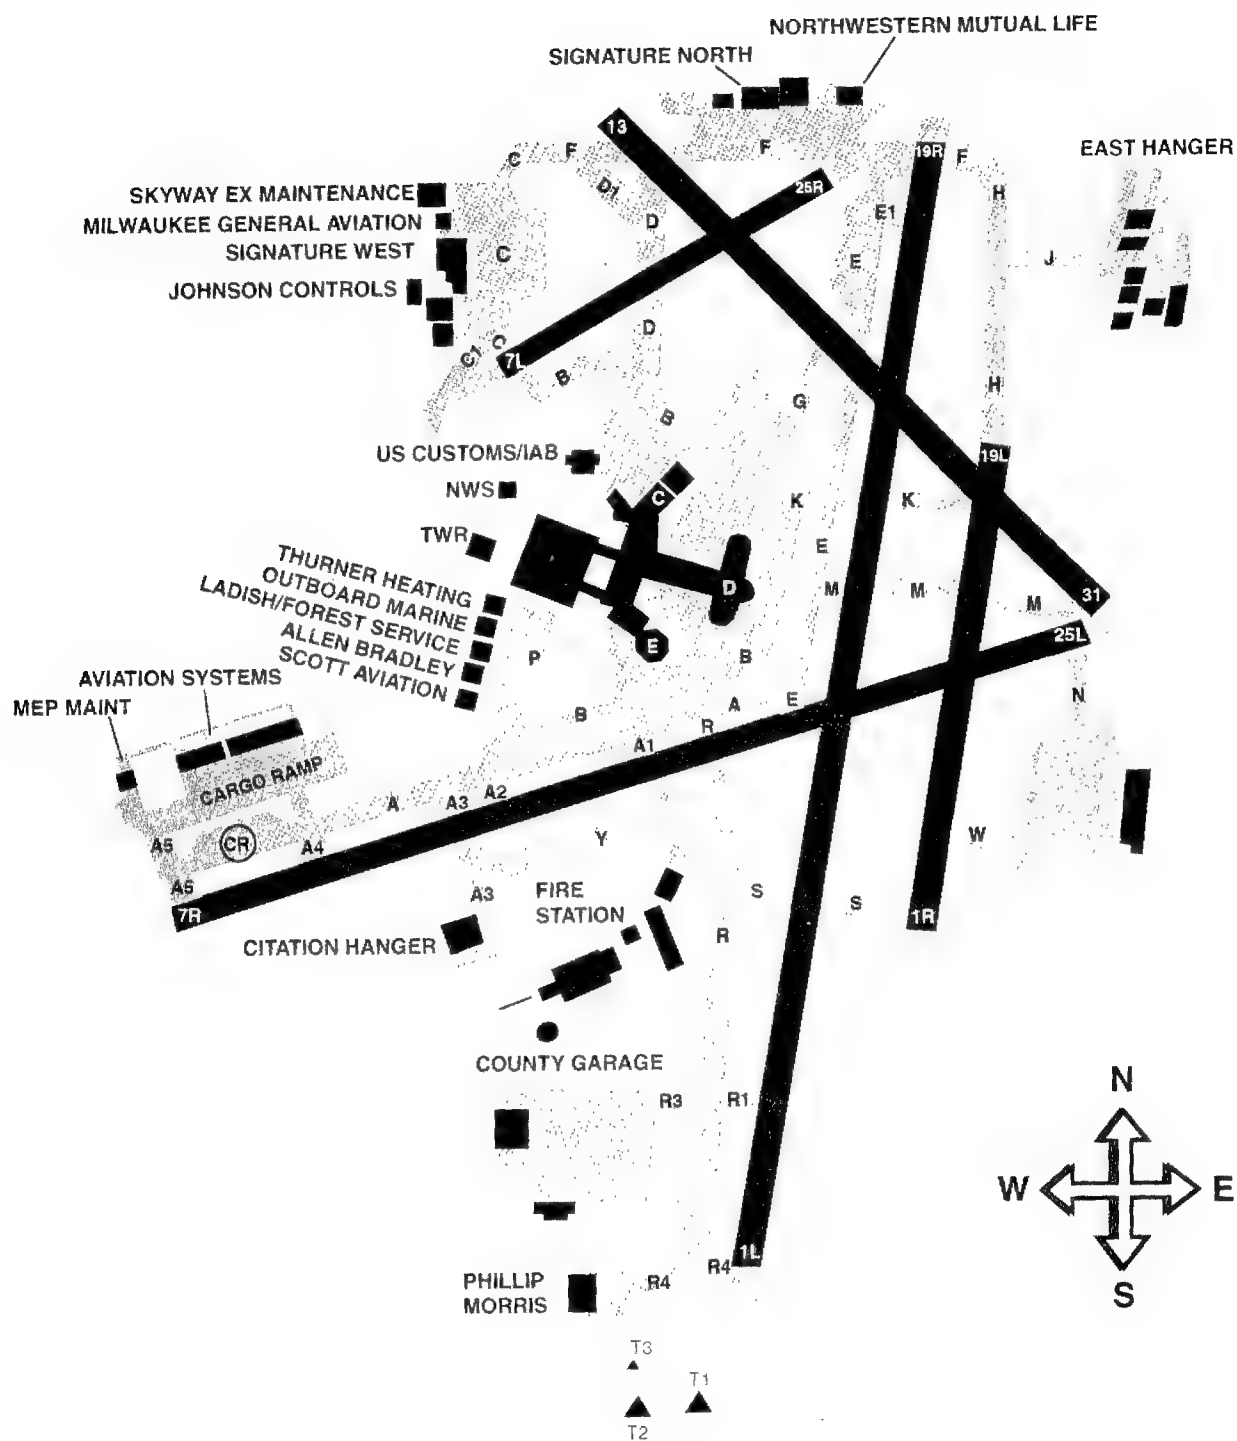 NORTHWESTERN MUTUAL LIFE
SIGNATURE NORTH
13
F
F
C
19R
F
EAST HANGER
SKYWAY EX MAINTENANCE
D1
25R
H
MILWAUKEE GENERAL AVIATION
D
E1
SIGNATURE WEST
C
E
J
JOHNSON CONTROLS
D
C1
C
7L
B
H
G
B
US CUSTOMS/IAB
19L
NWS
C
K
K
TWR
E
THURNER HEATING
OUTBOARD MARINE
LADISH/FOREST SERVICE
ALLEN BRADLEY
SCOTT AVIATION
D
M
M
M
31
25L
E
P
B
AVIATION SYSTEMS
MEP MAINT
B
A
E
R
N
A1
CARGO RAMP
A
A3
A2
A5
CR
A4
Y
W
A5
7R
A3
FIRE
STATION
S
S
1R
CITATION HANGER
R
COUNTY GARAGE
N
R3
R1
W
E
S
1L
R4
R4
PHILLIP
MORRIS
T3
T1
T2